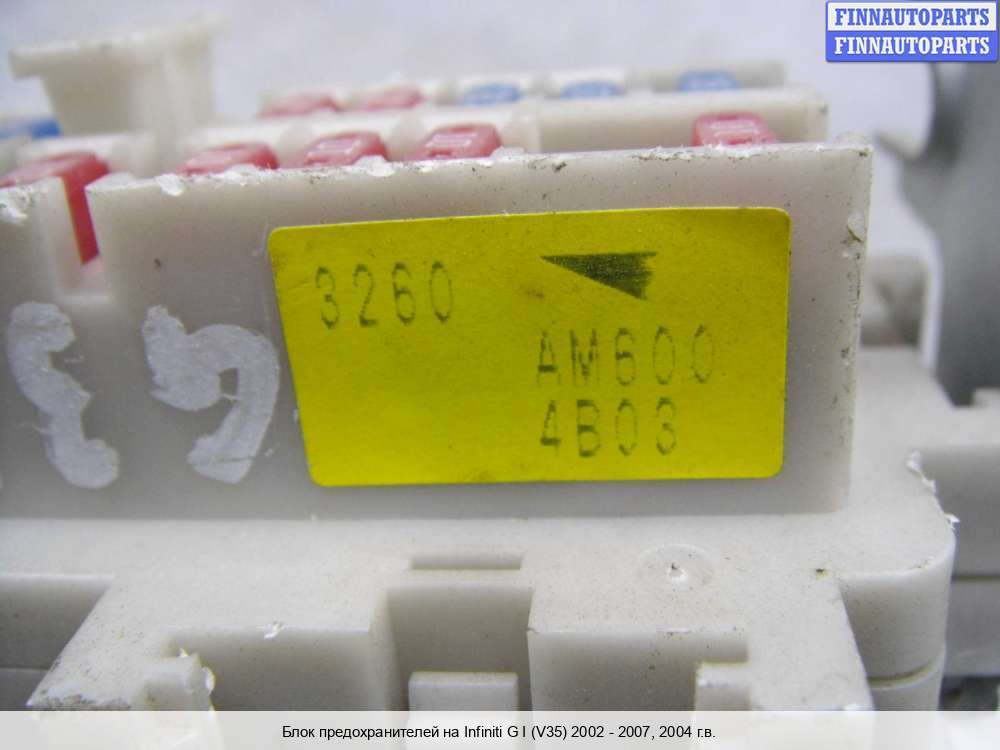 FINNAUTOPARTS
FINNAUTOPARTS
3260
AM600
4B03
Блок предохранителей на Infiniti G I (V35) 2002 - 2007, 2004 г.в.